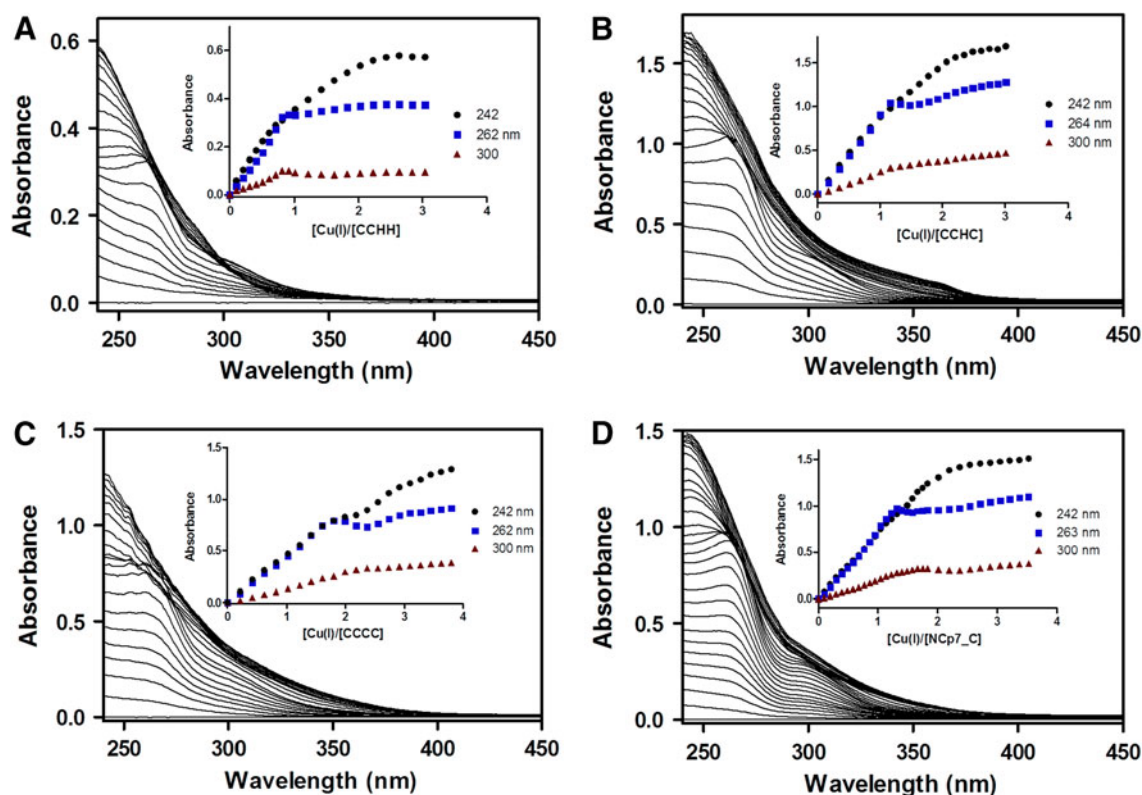 A
Absorbance
0.6
0.4
0.2
0.0
250 300 350 400 450
Wavelength (nm)
Absorbance
0.6
0.4
0.2
0.0
0 1 2 3 4
[Cu(I)/[CCHH]
242
262 nm
300
B
Absorbance
1.5
1.0
0.5
0.0
250 300 350 400 450
Wavelength (nm)
Absorbance
1.5
1.0
0.5
0.0
0 1 2 3 4
[Cu(I)/[CCHC]
242 nm
264 nm
300 nm
C
Absorbance
1.5
1.0
0.5
0.0
250 300 350 400 450
Wavelength (nm)
Absorbance
1.5
1.0
0.5
0.0
0 1 2 3 4
[Cu(I)/[CCCC]
242 nm
262 nm
300 nm
D
Absorbance
1.5
1.0
0.5
0.0
250 300 350 400 450
Wavelength (nm)
Absorbance
1.5
1.0
0.5
0.0
0 1 2 3 4
[Cu(I)/[NCp7_C]
242 nm
263 nm
300 nm